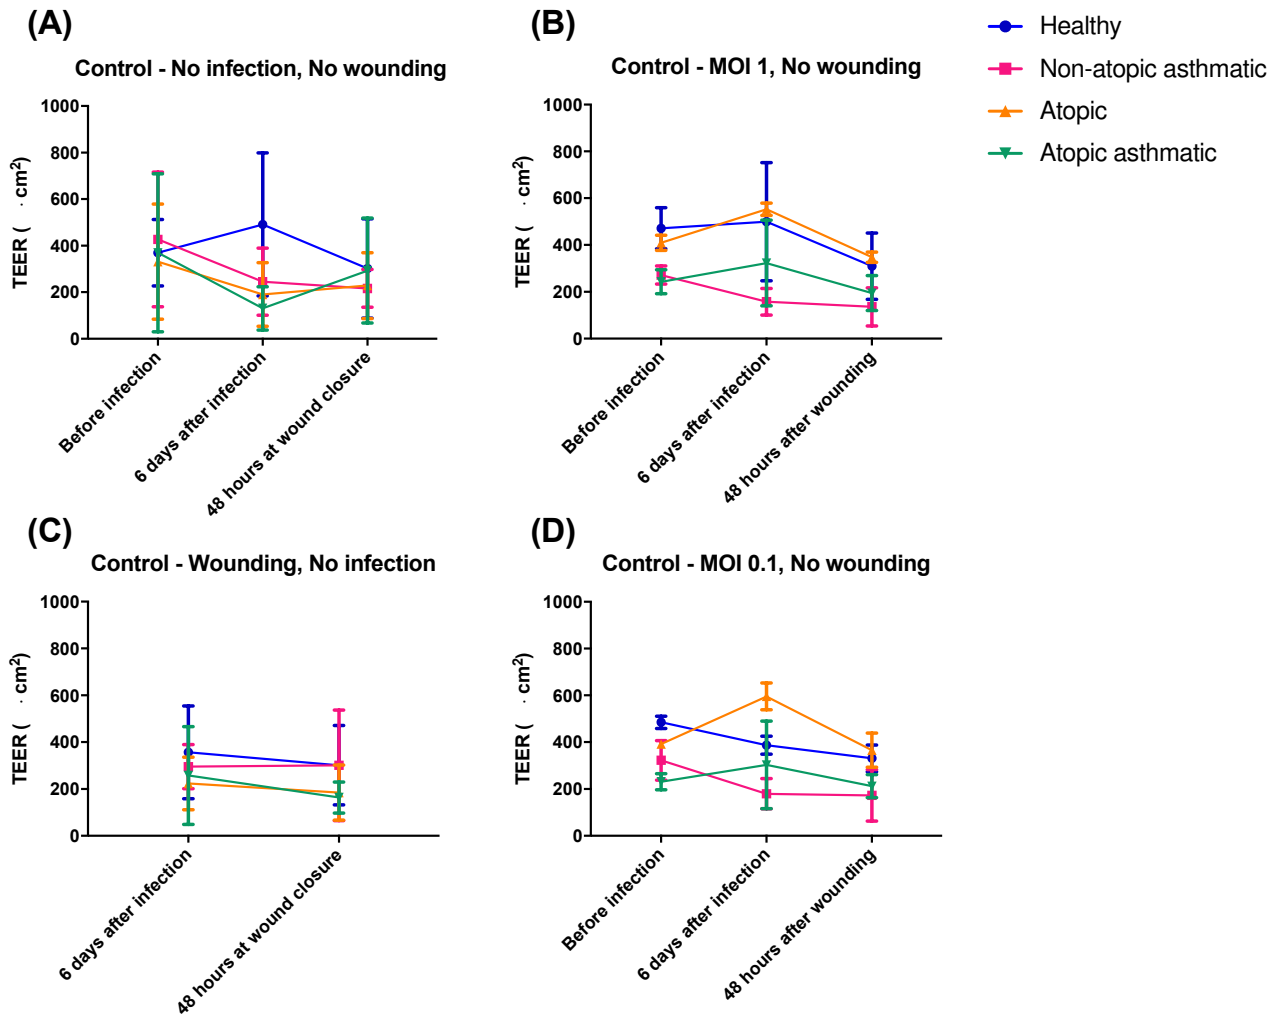 (A)
Control - No infection, No wounding
TEER ( · cm²)
1000
800
600
400
200
0
Before infection
6 days after infection
48 hours at wound closure
(B)
Control - MOI 1, No wounding
TEER ( · cm²)
1000
800
600
400
200
0
Before infection
6 days after infection
48 hours after wounding
Healthy
Non-atopic asthmatic
Atopic
Atopic asthmatic
(C)
Control - Wounding, No infection
TEER ( · cm²)
1000
800
600
400
200
0
6 days after infection
48 hours at wound closure
(D)
Control - MOI 0.1, No wounding
TEER ( · cm²)
1000
800
600
400
200
0
Before infection
6 days after infection
48 hours after wounding